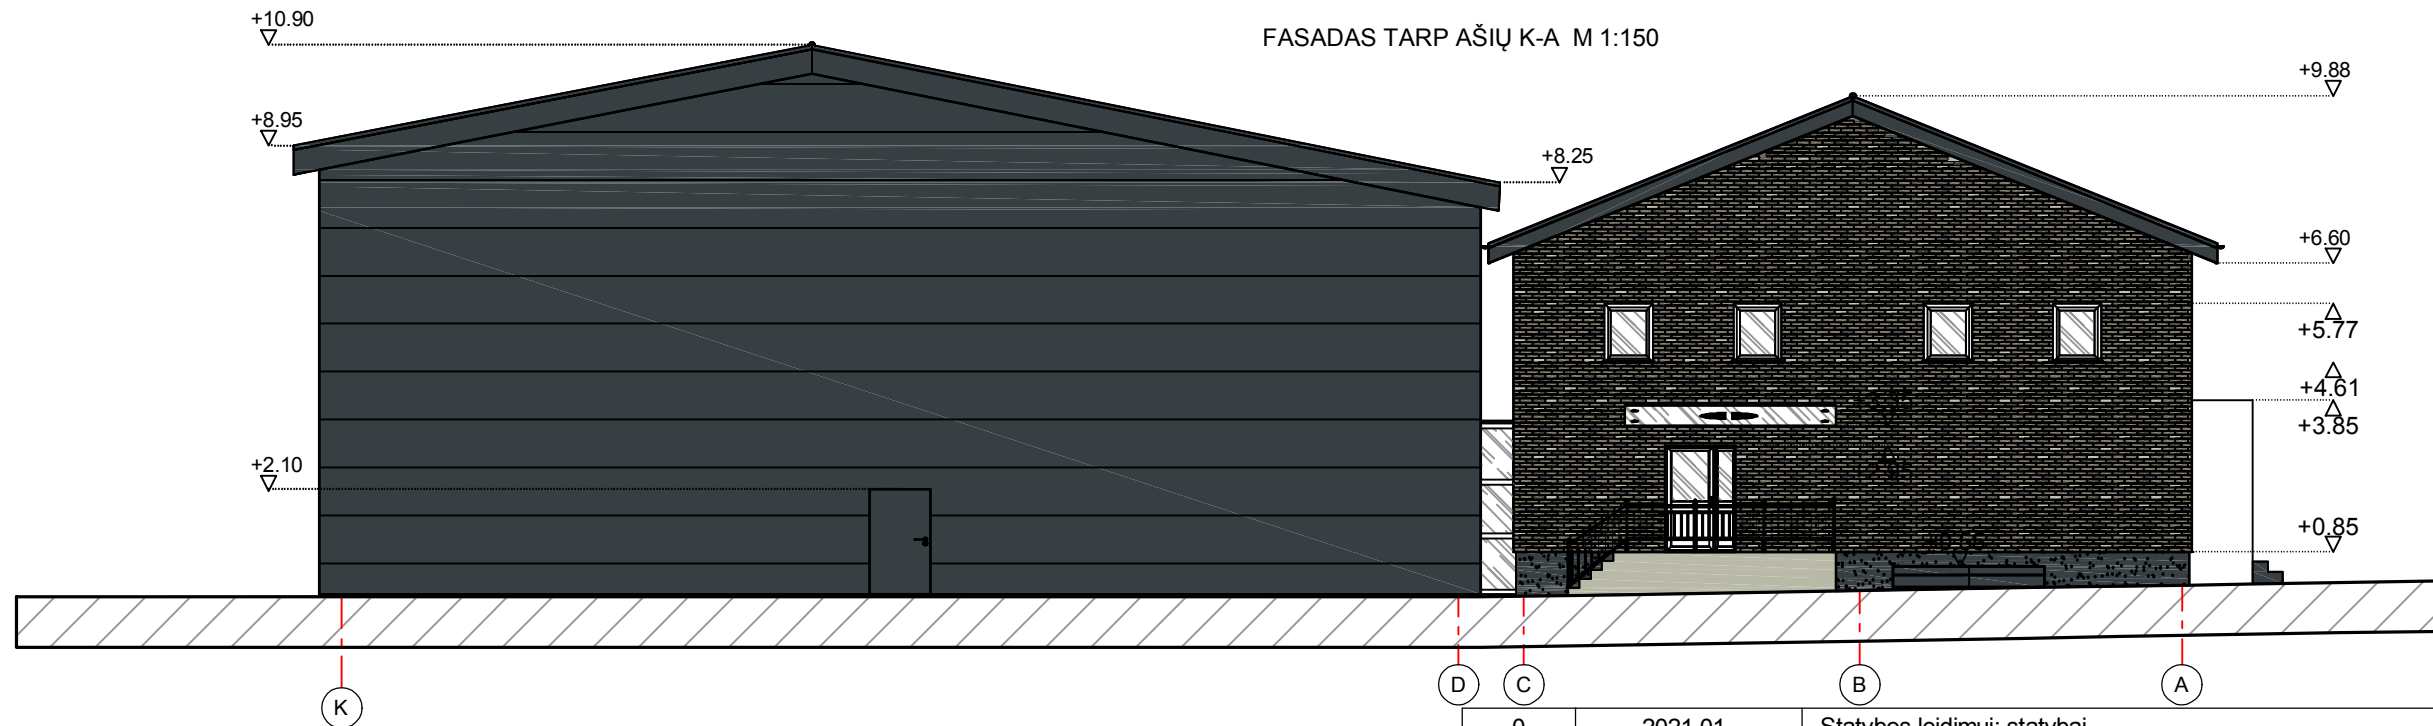 +10.90
FASADAS TARP AŠIŲ K-A M 1:150
+9.88
+8.95
+8.25
+6.60
+5.77
+4.61
+3.85
+2.10
+0.85
K
D
C
B
A
0 2021.01 Statybos leidimui; statybai